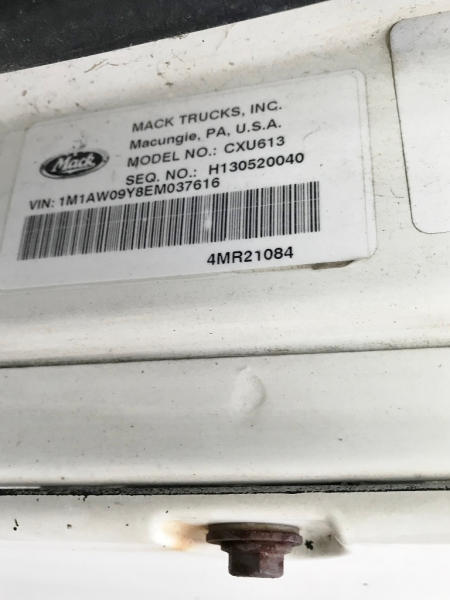 Mack
MACK TRUCKS, INC.
Macungie, PA, U.S.A.
MODEL NO.: CXU613
SEQ. NO.: H130520040
VIN: 1M1AW09Y8EM037616
4MR21084